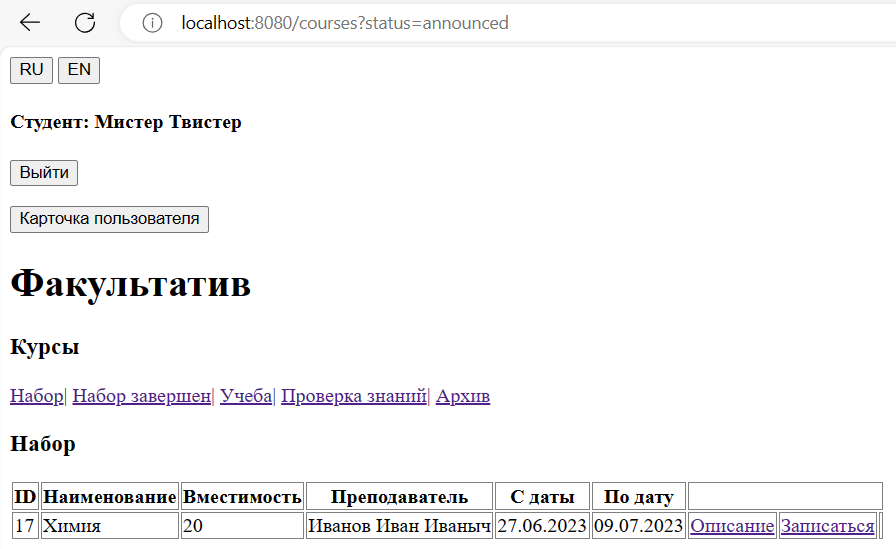 localhost:8080/courses?status=announced
RU EN
Студент: Мистер Твистер
Выйти
Карточка пользователя
Факультатив
Курсы
Набор| Набор завершен| Учеба| Проверка знаний| Архив
Набор
ID Наименование Вместимость Преподаватель С даты По дату
17 Химия 20 Иванов Иван Иваныч 27.06.2023 09.07.2023 Описание Записаться